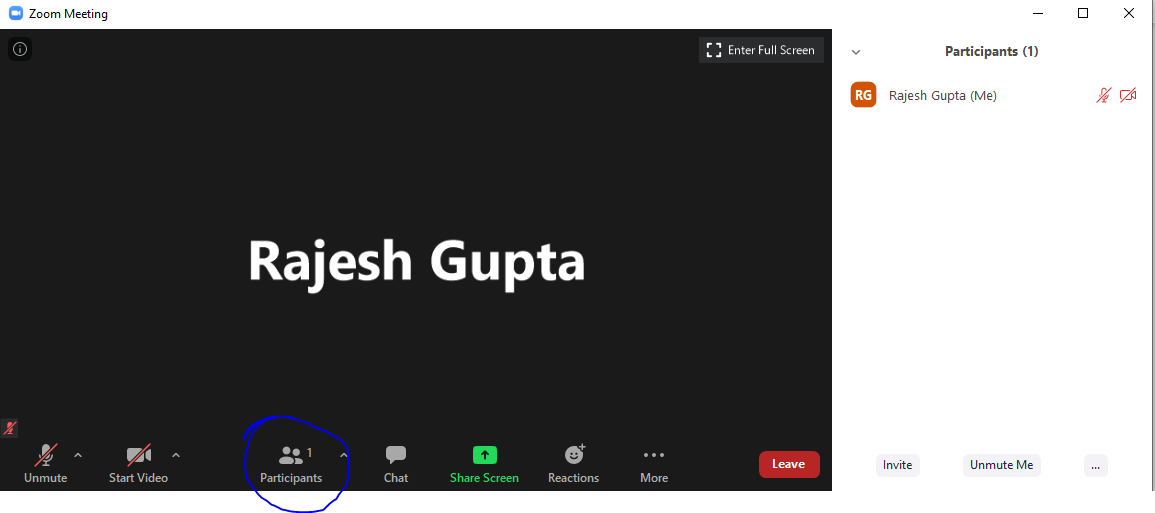 Zoom Meeting
Enter Full Screen
Participants (1)
RG Rajesh Gupta (Me)
Rajesh Gupta
1
Unmute Start Video Participants Chat Share Screen Reactions More Leave
Invite Unmute Me ...